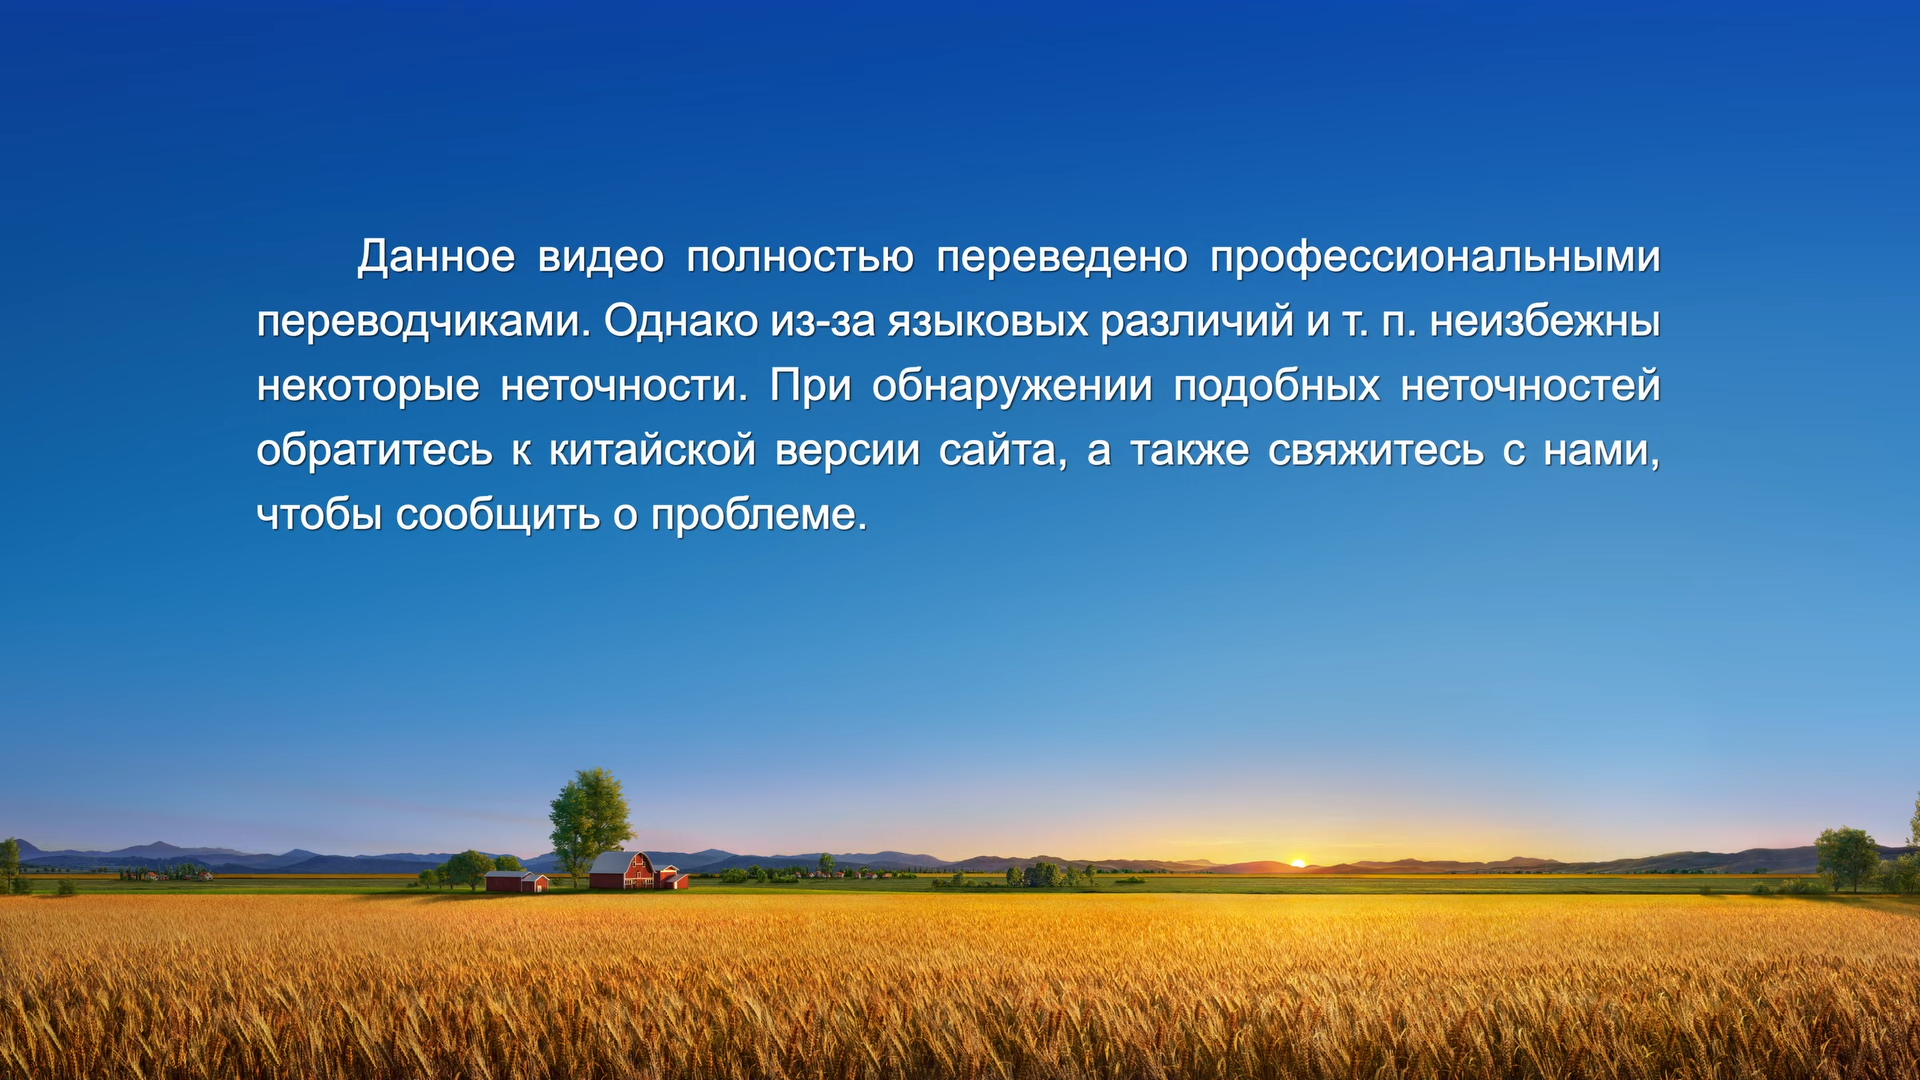 Данное видео полностью переведено профессиональными
переводчиками. Однако из-за языковых различий и т. п. неизбежны
некоторые неточности. При обнаружении подобных неточностей
обратитесь к китайской версии сайта, а также свяжитесь с нами,
чтобы сообщить о проблеме.